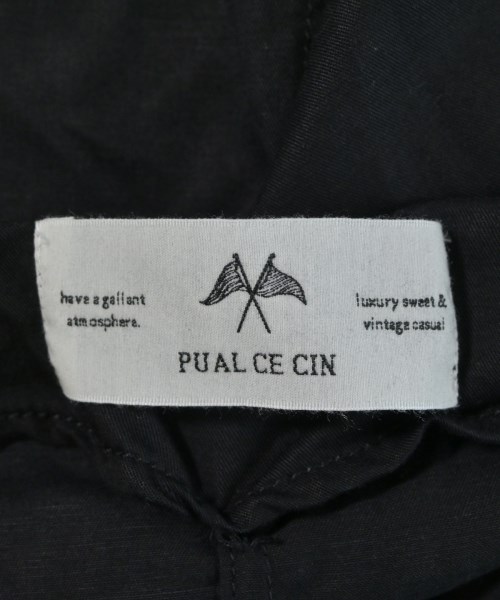 have a gallant
atmosphere.
luxury sweet &
vintage casual
PUAL CE CIN